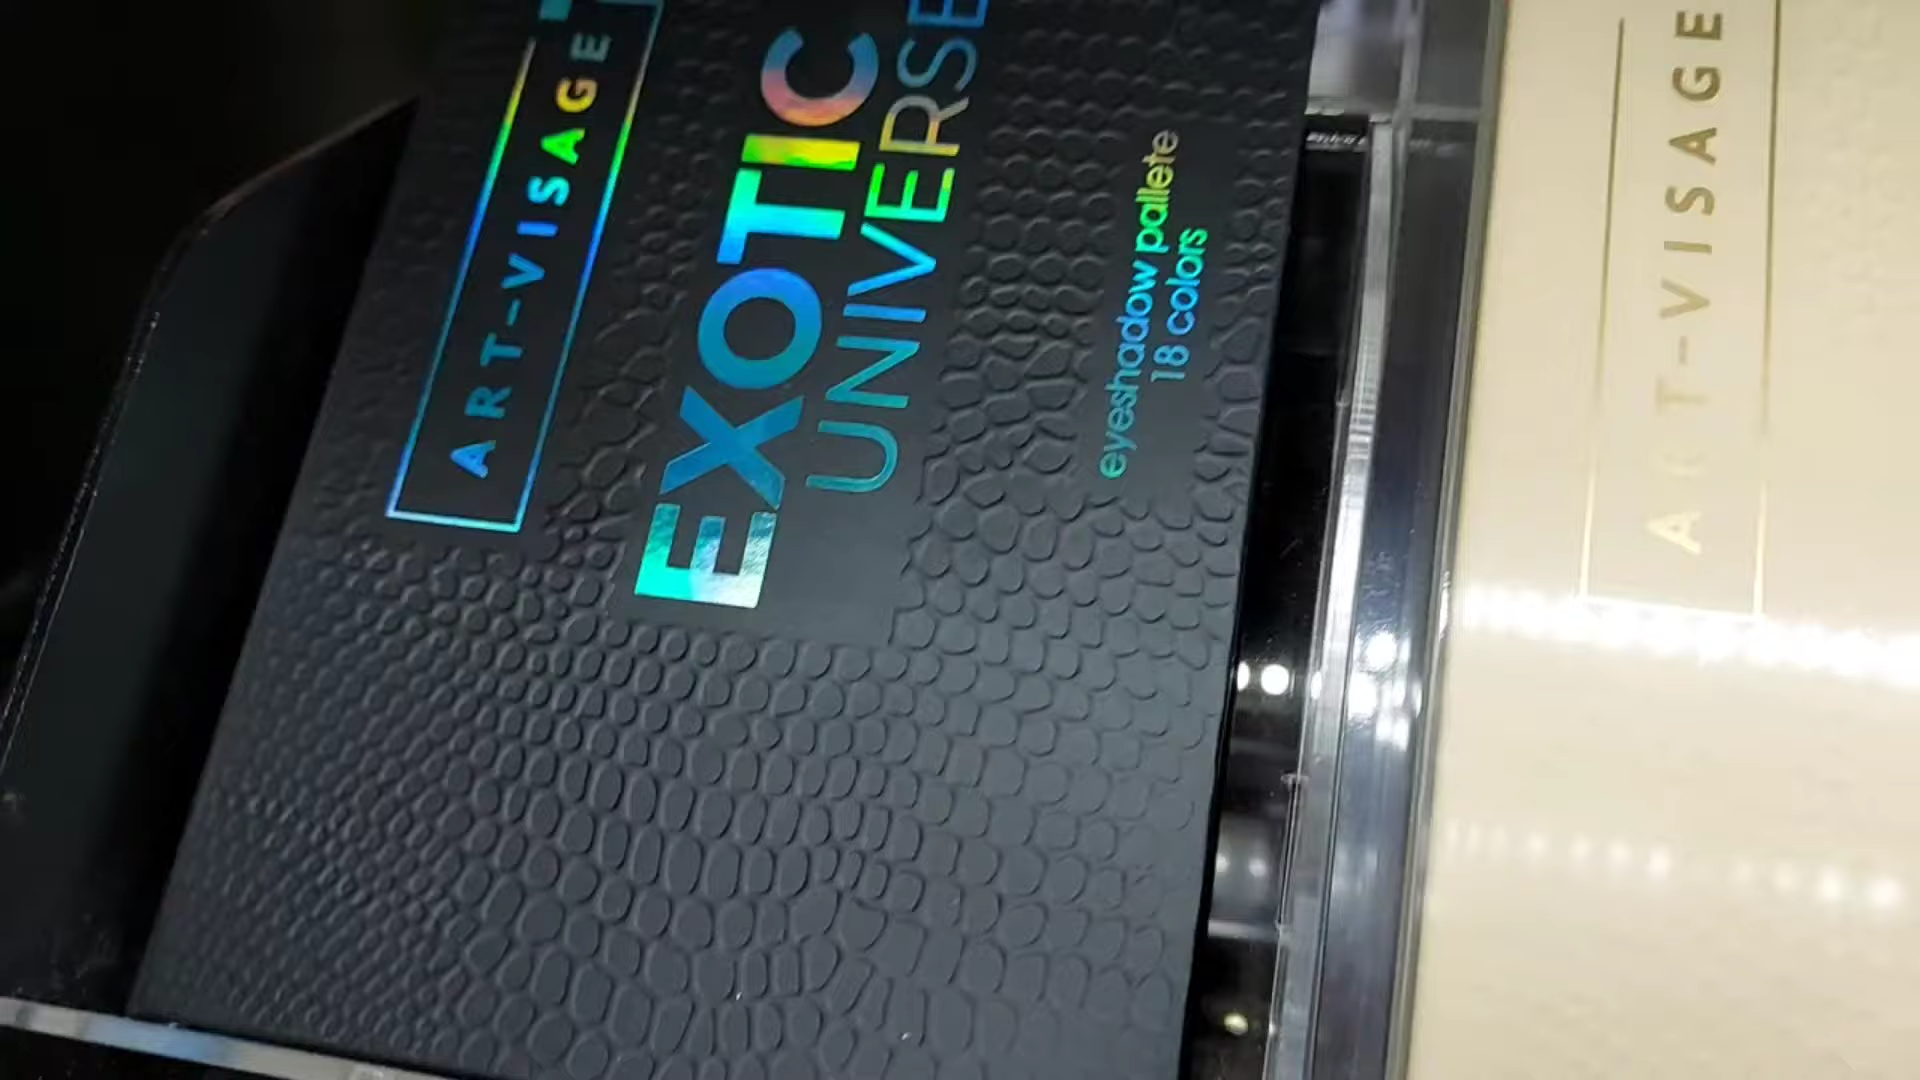 ART-VISAGE
EXOTIC
UNIVERSE
eyeshadow pallete
18 colors
ART-VISAGE